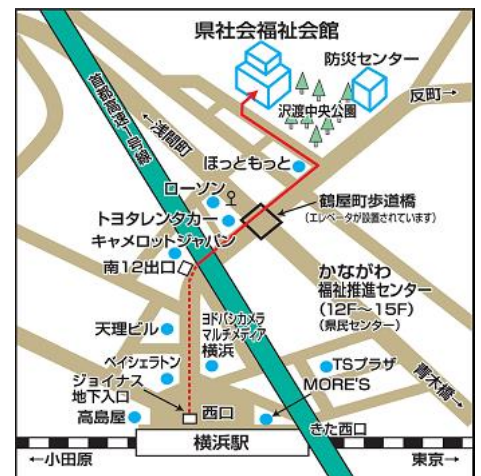 県社会福祉会館
防災センター
首都高速一号線
←浅間町
沢渡中央公園
反町→
ほっともっと
ローソン
トヨタレンタカー
鶴屋町歩道橋
(エレベータが設置されています)
キャメロットジャパン
南12出口
かながわ
福祉推進センター
(12F~15F)
(県民センター)
天理ビル
ヨドバシカメラ
マルチメディア
横浜
ベイシェラトン
TSプラザ
青木橋→
ジョイナス
地下入口
MORE'S
高島屋
西口
きた西口
横浜駅
←小田原
東京→